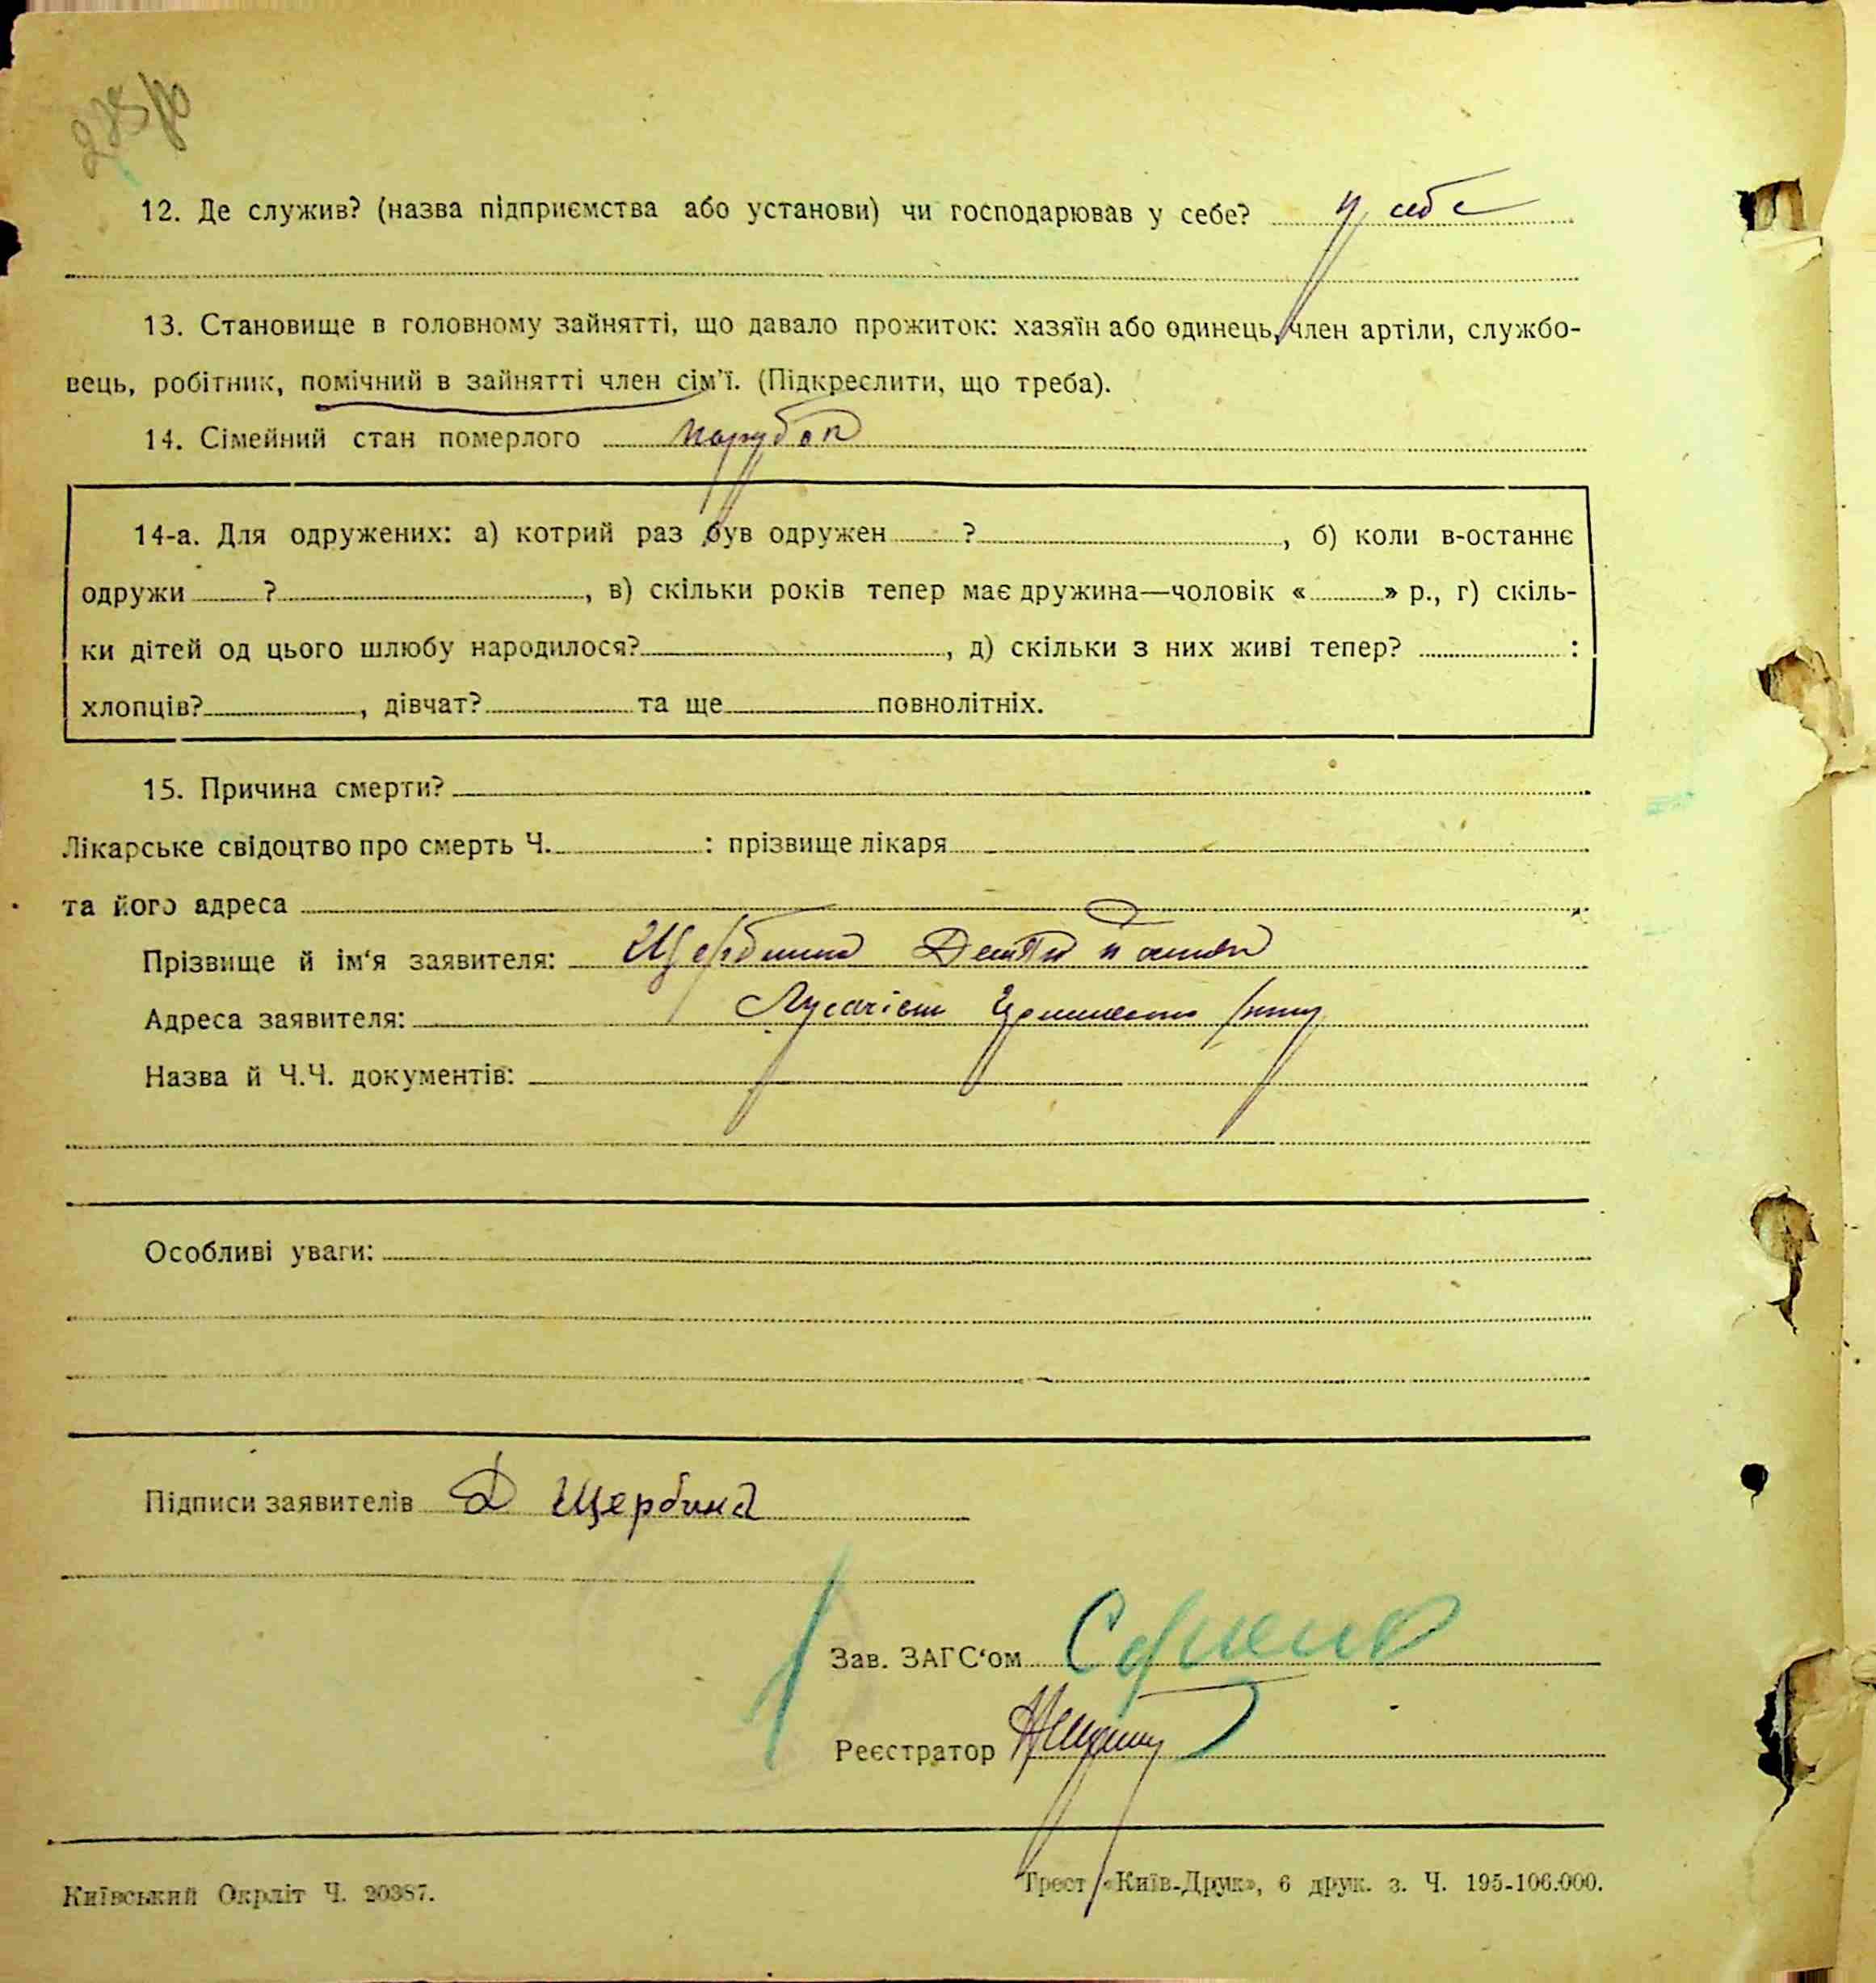 12. Де служив? (назва підприємства або установи) чи господарював у себе? у себе
13. Становище в головному зайнятті, що давало прожиток: хазяїн або одинець, член артіли, службо-
вець, робітник, помічний в зайнятті член сім'ї. (Підкреслити, що треба).
14. Сімейний стан померлого парубок
14-а. Для одружених: а) котрий раз був одружен ? , б) коли в-останнє
одружи ? , в) скільки років тепер має дружина—чоловік « » р., г) скіль-
ки дітей од цього шлюбу народилося? , д) скільки з них живі тепер? :
хлопців? , дівчат? та ще повнолітніх.
15. Причина смерти?
Лікарське свідоцтво про смерть Ч. : прізвище лікаря
та його адреса
Прізвище й ім‘я заявителя: Щербина
Адреса заявителя:
Назва й Ч.Ч. документів:
Особливі уваги:
Підписи заявителів Д Щербина
Зав. ЗАГС‘ом
Реєстратор
Київський Окрліт Ч. 20387.
Трест «Київ-Друк», 6 друк. з. Ч. 195-106.000.